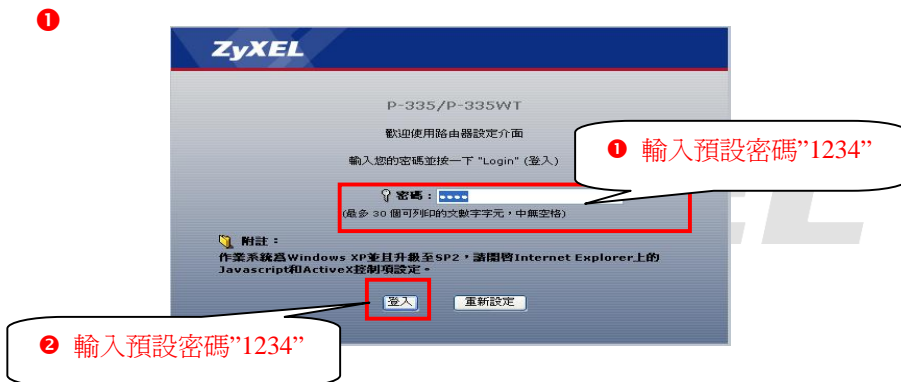 ❶
ZyXEL
P-335/P-335WT
歡迎使用路由器設定介面
輸入您的密碼並按一下 "Login" (登入)
❶ 輸入預設密碼”1234”
密碼：
(最多 30 個可列印的文數字字元，中無空格)
附註：
作業系統為Windows XP並且升級至SP2，請開啓Internet Explorer上的
Javascript和ActiveX控制項設定。
登入 重新設定
❷ 輸入預設密碼”1234”